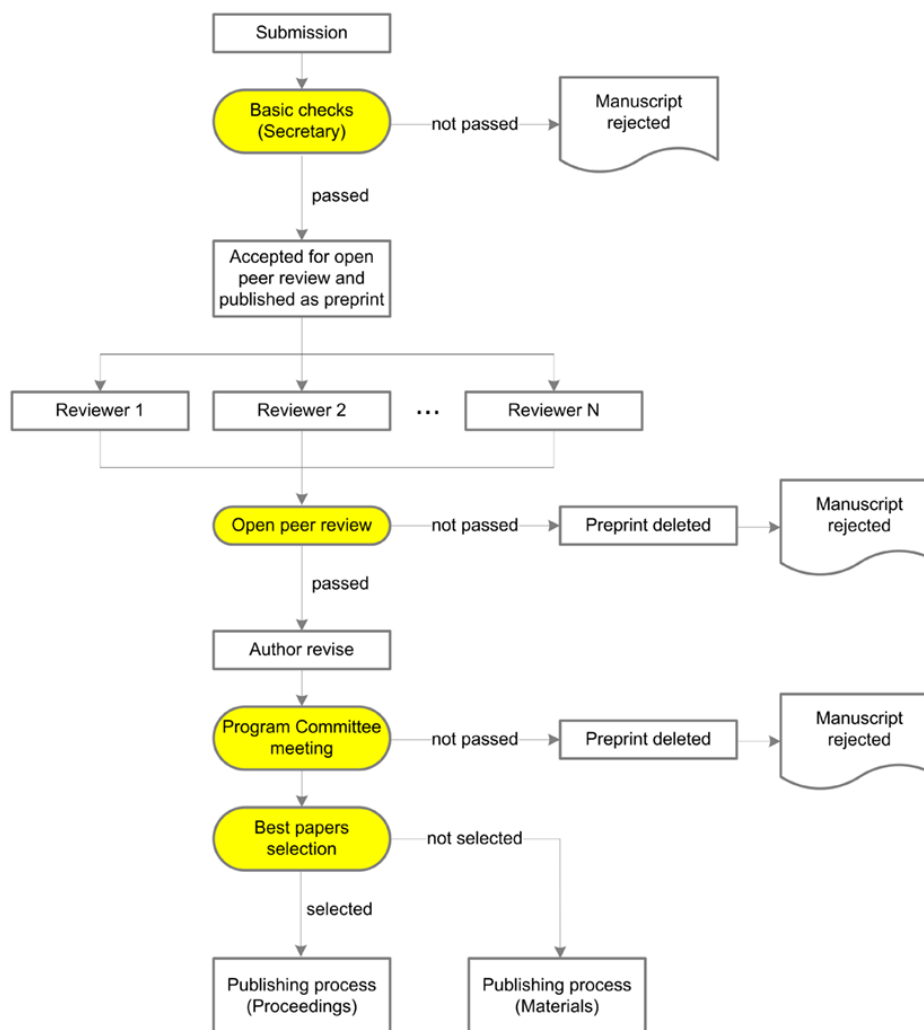 Submission
Basic checks
(Secretary)
not passed
Manuscript
rejected
passed
Accepted for open
peer review and
published as preprint
Reviewer 1
Reviewer 2
...
Reviewer N
Open peer review
not passed
Preprint deleted
Manuscript
rejected
passed
Author revise
Program Committee
meeting
not passed
Preprint deleted
Manuscript
rejected
Best papers
selection
not selected
selected
Publishing process
(Proceedings)
Publishing process
(Materials)